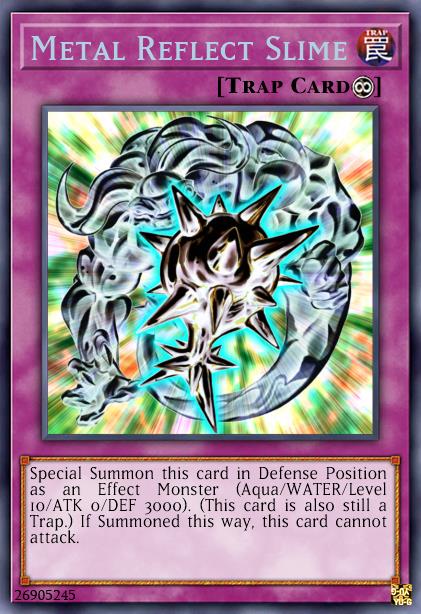 METAL REFLECT SLIME
TRAP
罠
[TRAP CARD∞]
Special Summon this card in Defense Position
as an Effect Monster (Aqua/WATER/Level
10/ATK 0/DEF 3000). (This card is also still a
Trap.) If Summoned this way, this card cannot
attack.
26905245